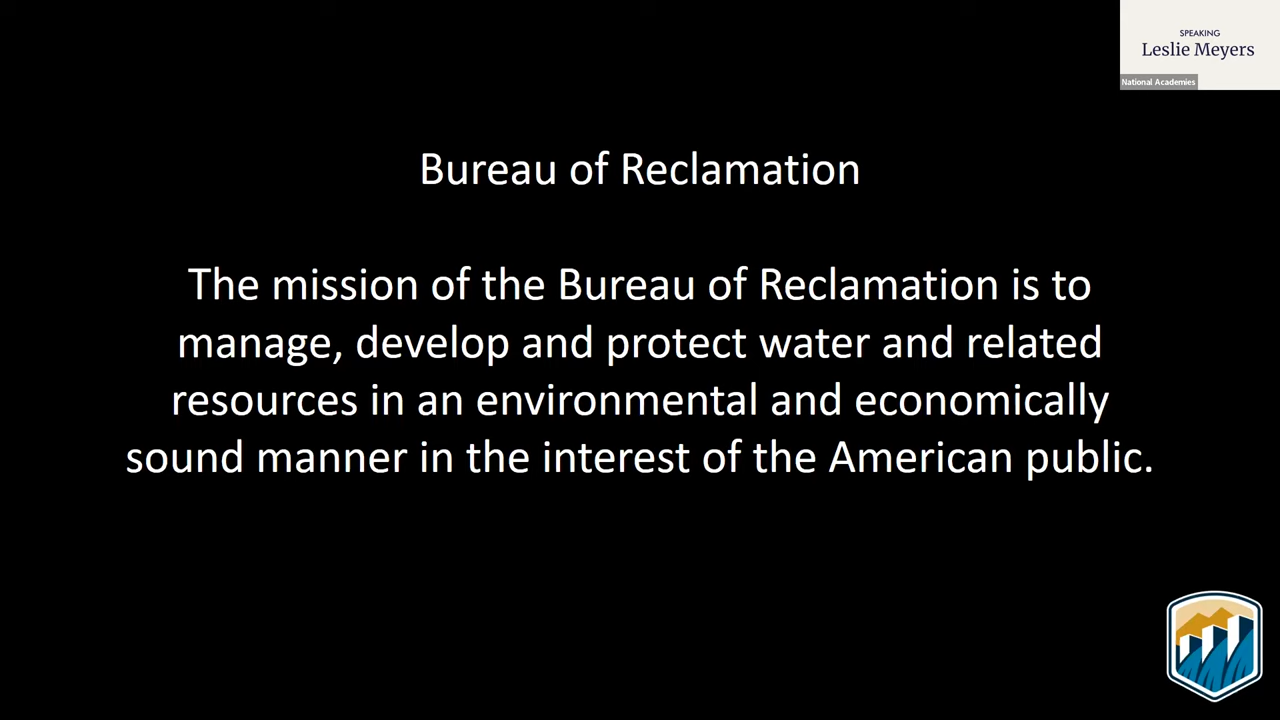 SPEAKING
Leslie Meyers
National Academies
Bureau of Reclamation
The mission of the Bureau of Reclamation is to
manage, develop and protect water and related
resources in an environmental and economically
sound manner in the interest of the American public.